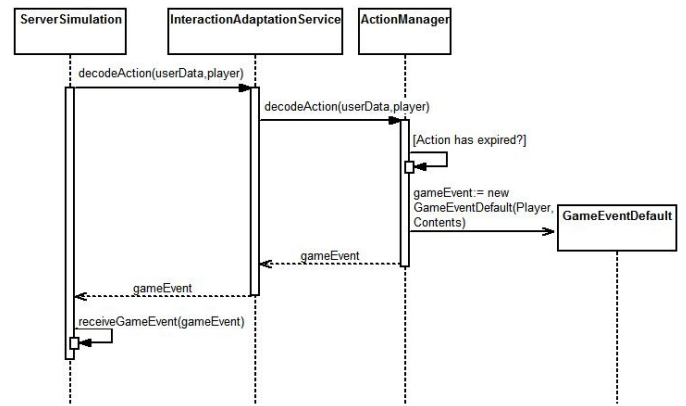 ServerSimulation
InteractionAdaptationService
ActionManager
decodeAction(userData,player)
decodeAction(userData,player)
[Action has expired?]
gameEvent:= new
GameEventDefault(Player,
Contents)
GameEventDefault
gameEvent
gameEvent
receiveGameEvent(gameEvent)